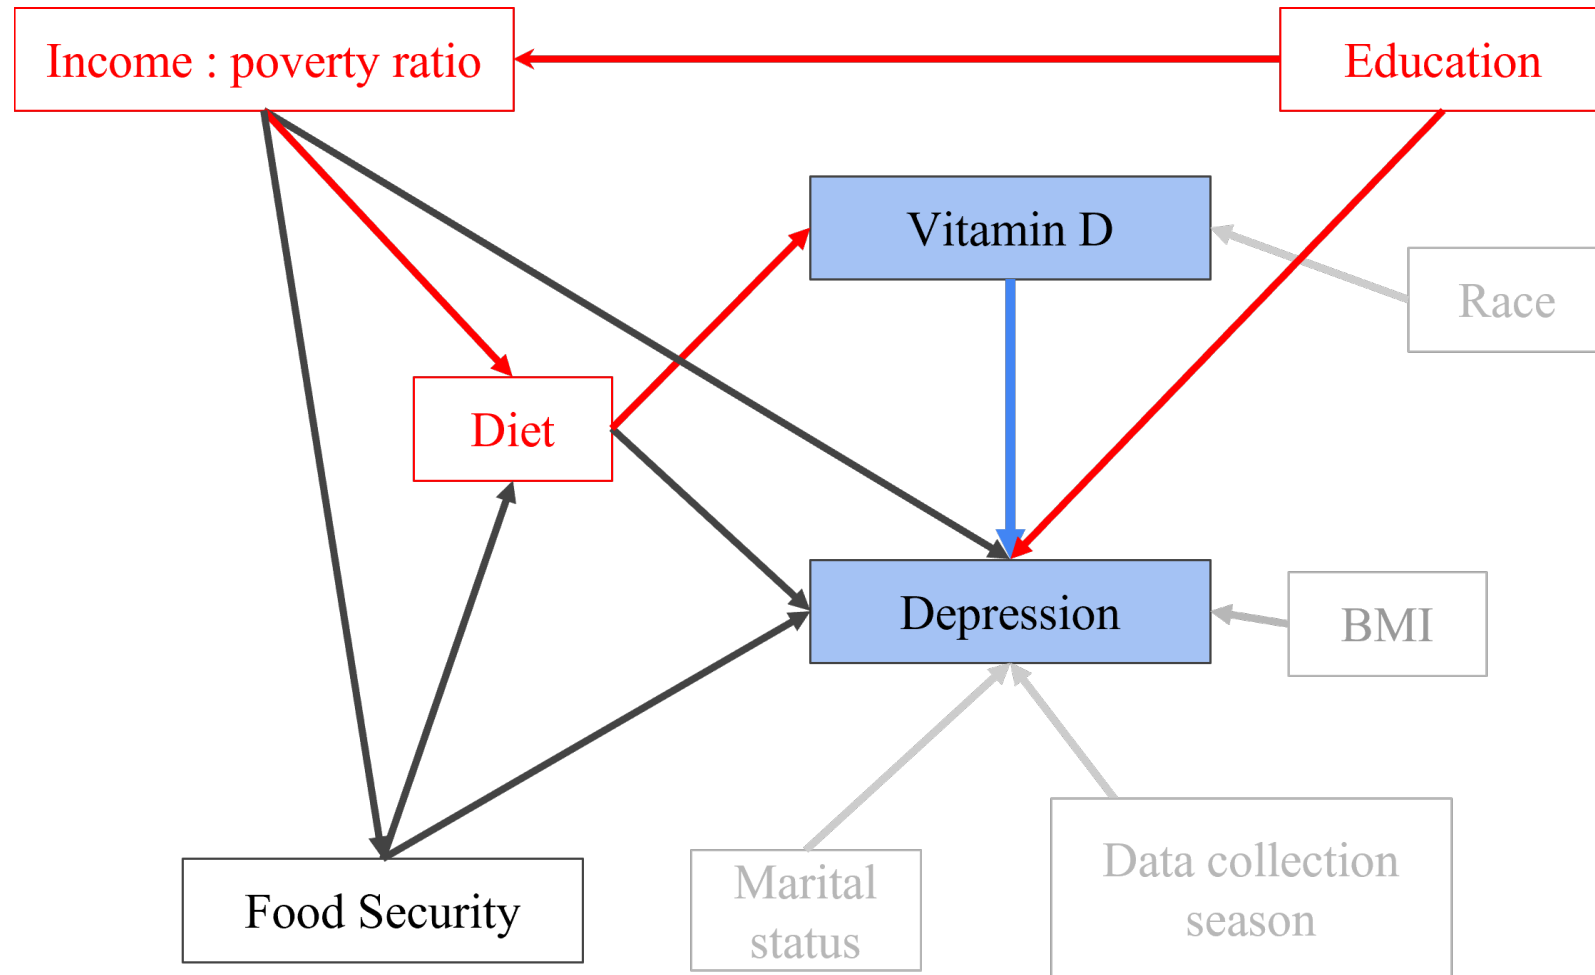 Income : poverty ratio
Education
Vitamin D
Race
Diet
Depression
BMI
Food Security
Marital
status
Data collection
season